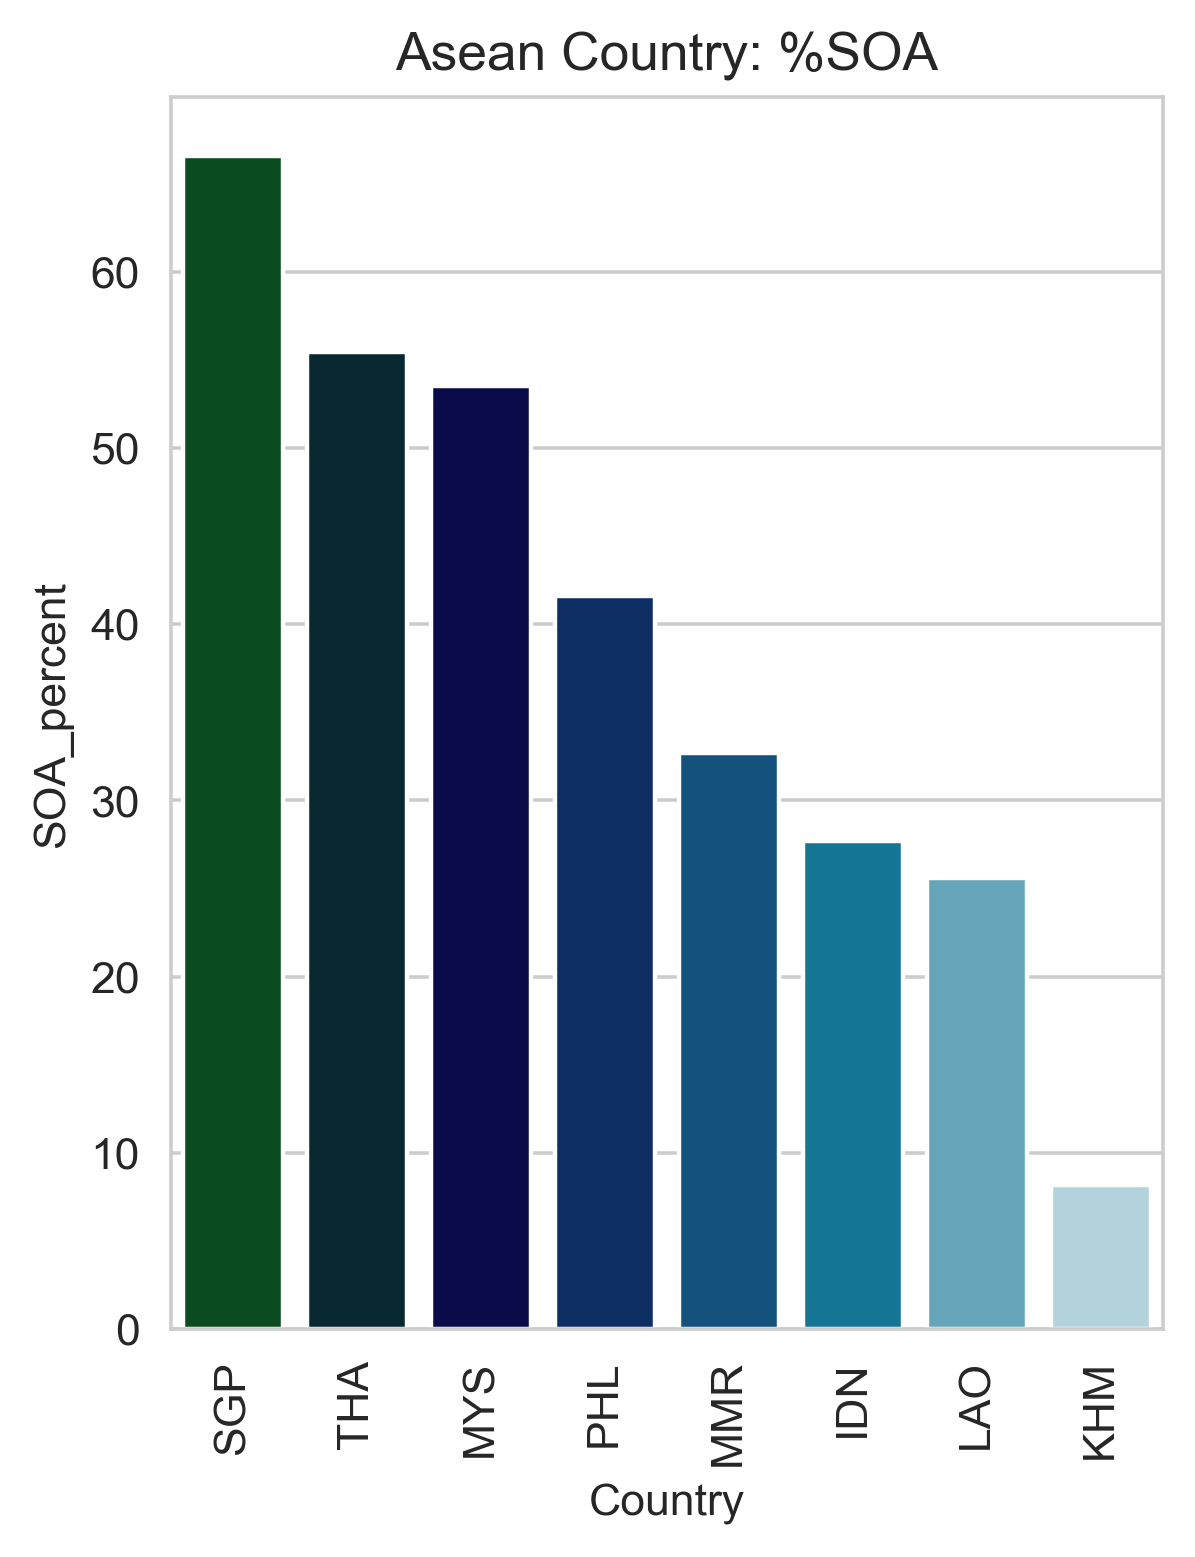 Asean Country: %SOA
SOA_percent
60
50
40
30
20
10
0
SGP
THA
MYS
PHL
MMR
IDN
LAO
KHM
Country